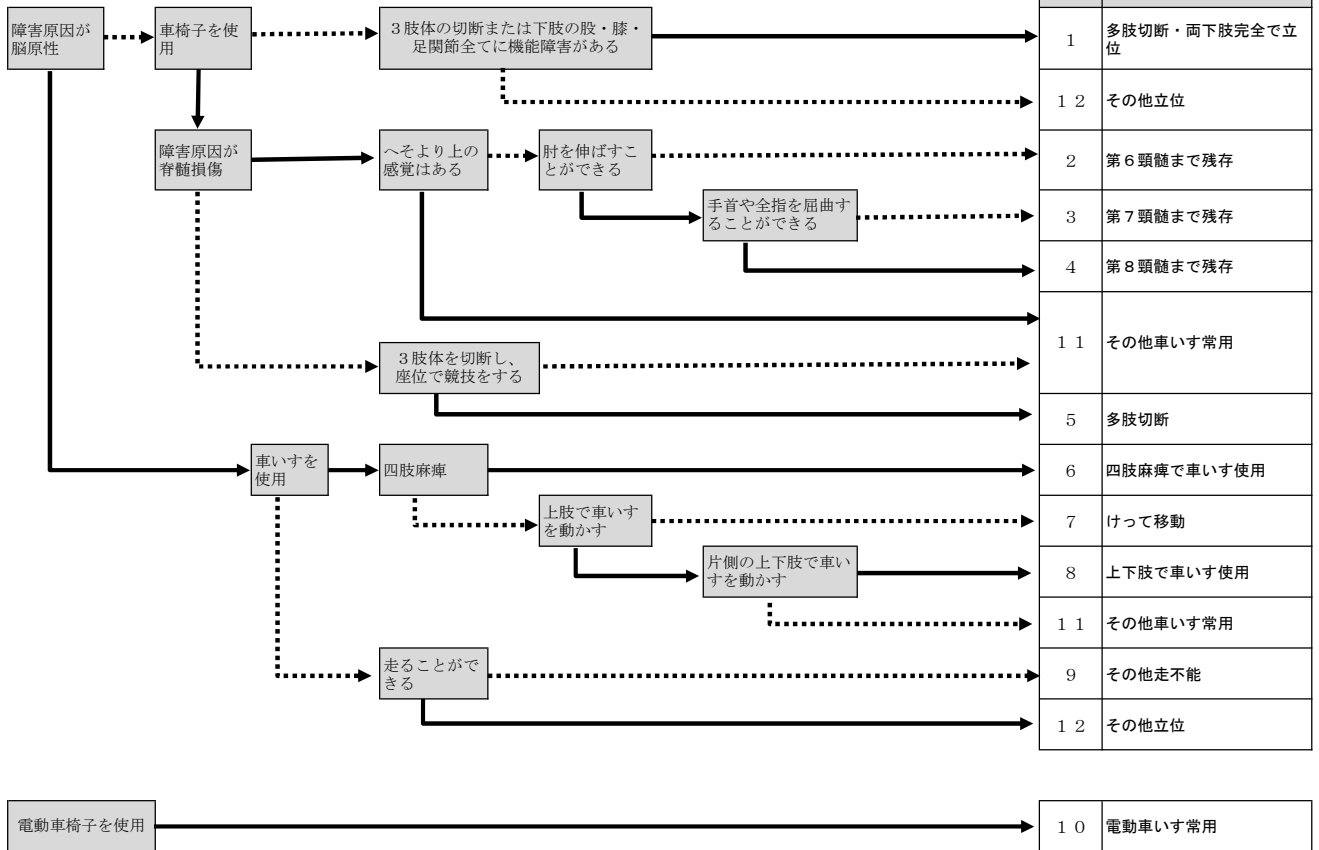 障害原因が
脳原性
車椅子を使
用
３肢体の切断または下肢の股・膝・
足関節全てに機能障害がある
１
多肢切断・両下肢完全で立
位
１２
その他立位
障害原因が
脊髄損傷
へそより上の
感覚はある
肘を伸ばすこ
とができる
２
第６頸髄まで残存
手首や全指を屈曲す
ることができる
３
第７頸髄まで残存
４
第８頸髄まで残存
１１
その他車いす常用
３肢体を切断し、
座位で競技をする
５
多肢切断
車いすを
使用
四肢麻痺
６
四肢麻痺で車いす使用
上肢で車いす
を動かす
７
けって移動
片側の上下肢で車い
すを動かす
８
上下肢で車いす使用
１１
その他車いす常用
走ることがで
きる
９
その他走不能
１２
その他立位
電動車椅子を使用
１０
電動車いす常用